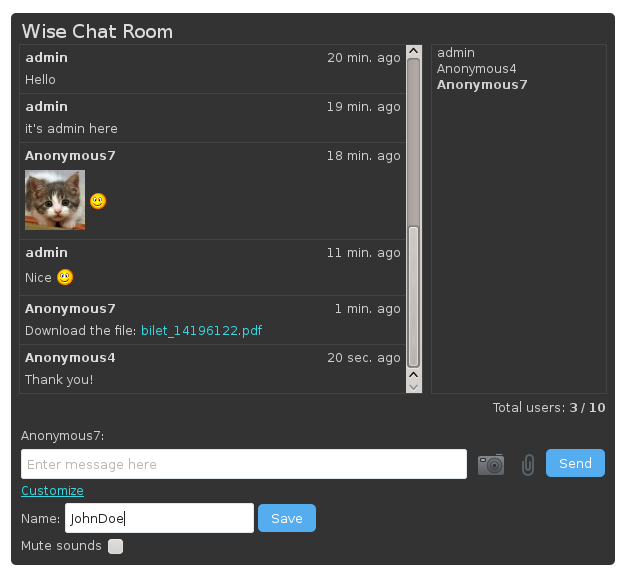 Wise Chat Room
admin 20 min. ago
Hello
admin 19 min. ago
it's admin here
Anonymous7 18 min. ago
admin 11 min. ago
Nice
Anonymous7 1 min. ago
Download the file: bilet_14196122.pdf
Anonymous4 20 sec. ago
Thank you!
admin
Anonymous4
Anonymous7
Total users: 3 / 10
Anonymous7:
Enter message here
Send
Customize
Name: JohnDoe Save
Mute sounds